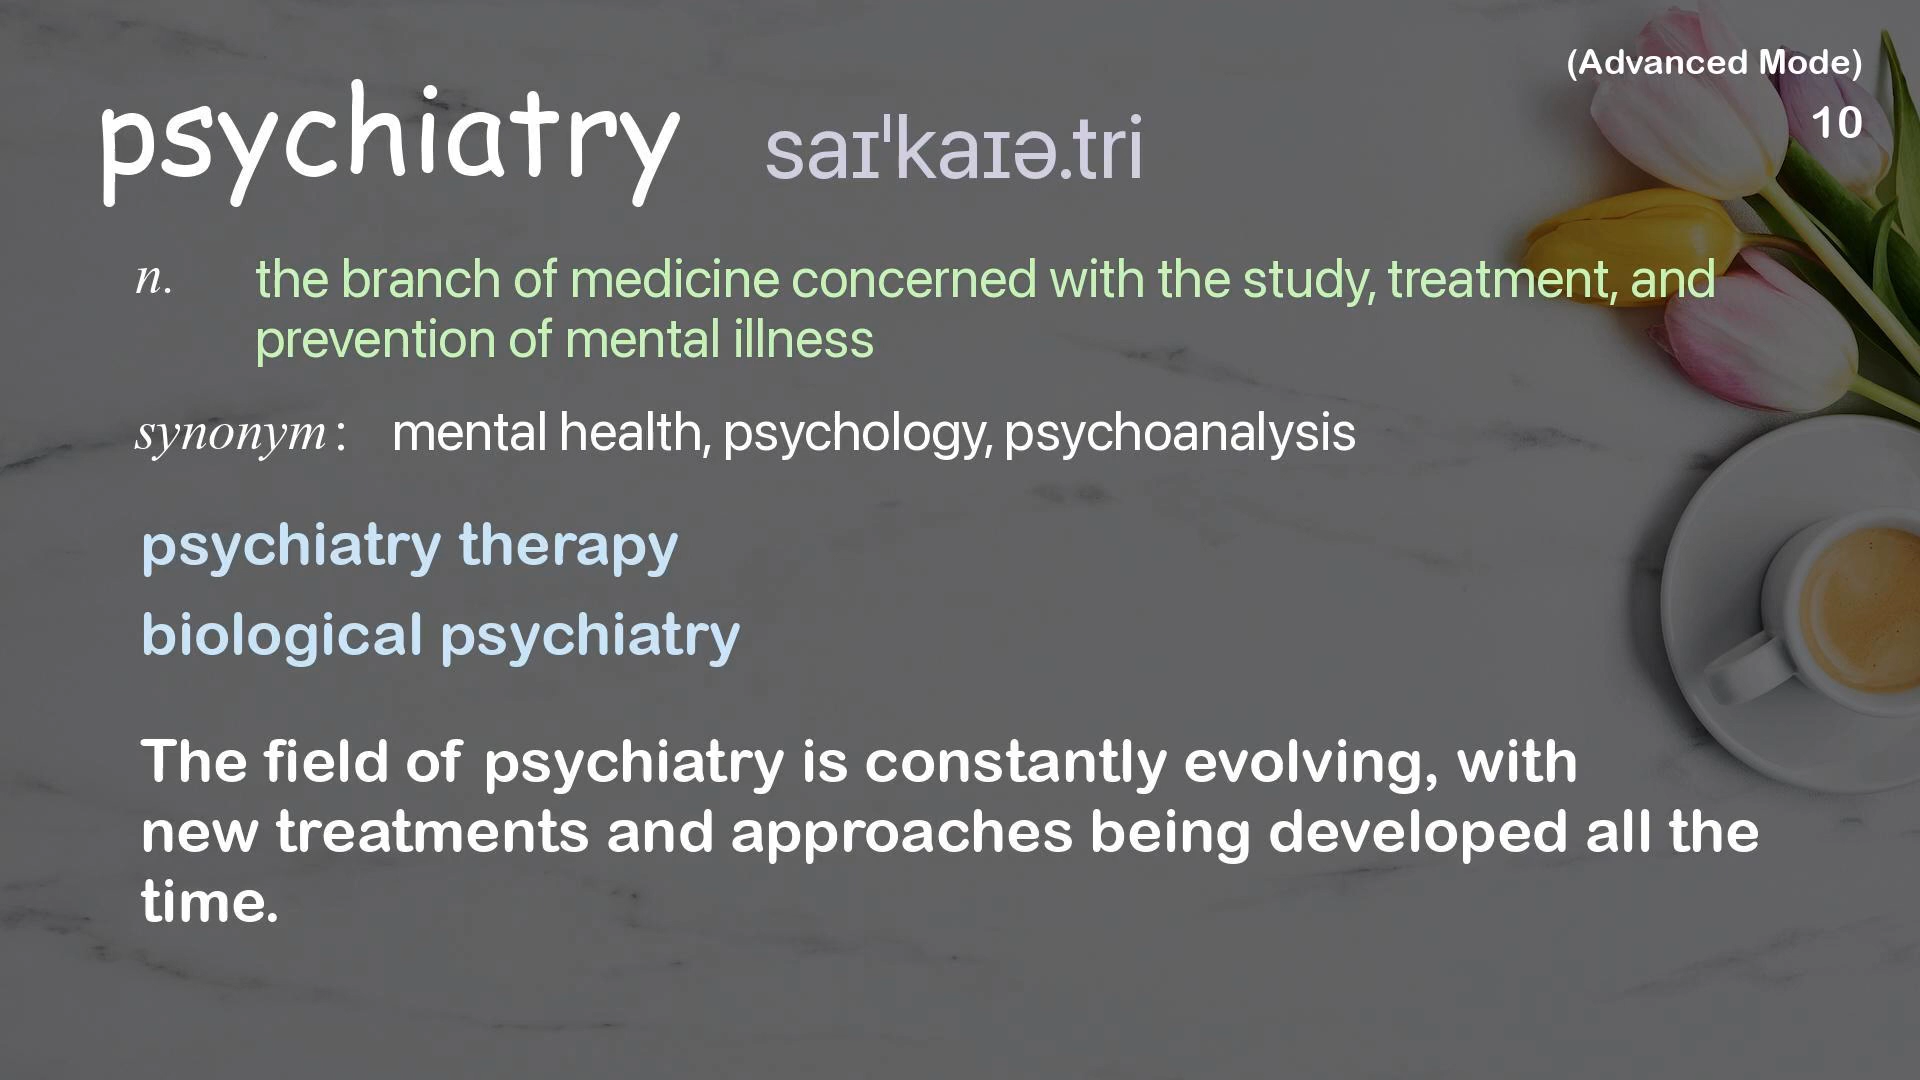 (Advanced Mode)
10
psychiatry saɪˈkaɪə.tri
n. the branch of medicine concerned with the study, treatment, and
prevention of mental illness
synonym: mental health, psychology, psychoanalysis
psychiatry therapy
biological psychiatry
The field of psychiatry is constantly evolving, with
new treatments and approaches being developed all the
time.